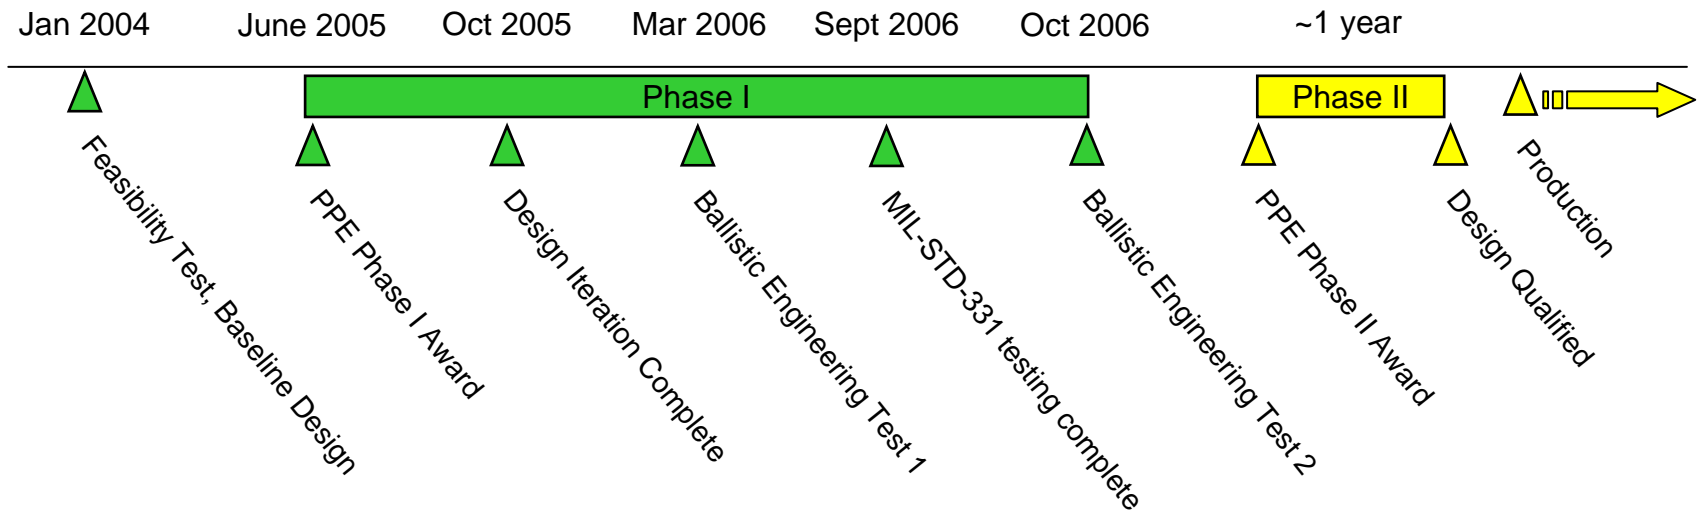 Jan 2004
June 2005
Oct 2005
Mar 2006
Sept 2006
Oct 2006
~1 year
Phase I
Phase II
Feasibility Test, Baseline Design
PPE Phase I Award
Design Iteration Complete
Ballistic Engineering Test 1
MIL-STD-331 testing complete
Ballistic Engineering Test 2
PPE Phase II Award
Design Qualified
Production